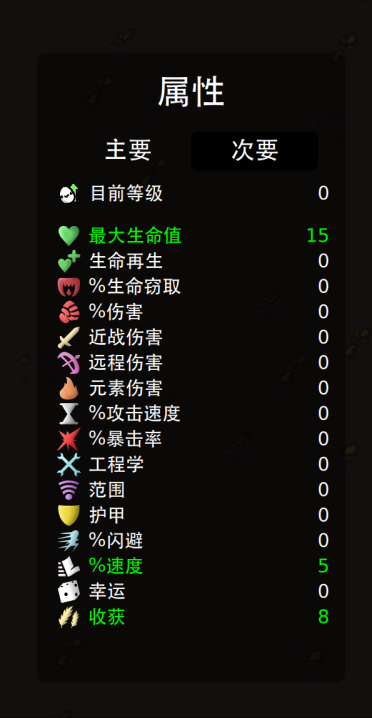 属性
主要 次要
目前等级 0
最大生命值 15
生命再生 0
%生命窃取 0
%伤害 0
近战伤害 0
远程伤害 0
元素伤害 0
%攻击速度 0
%暴击率 0
工程学 0
范围 0
护甲 0
%闪避 0
%速度 5
幸运 0
收获 8